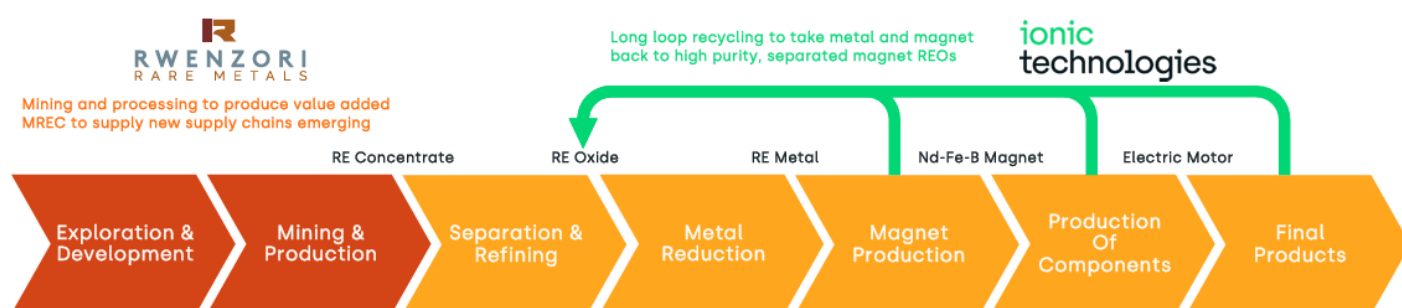 RWENZORI
RARE METALS
Mining and processing to produce value added
MREC to supply new supply chains emerging
Long loop recycling to take metal and magnet
back to high purity, separated magnet REOs
ionic
technologies
RE Concentrate
RE Oxide
RE Metal
Nd-Fe-B Magnet
Electric Motor
Exploration &
Development
Mining &
Production
Separation &
Refining
Metal
Reduction
Magnet
Production
Production
Of
Components
Final
Products